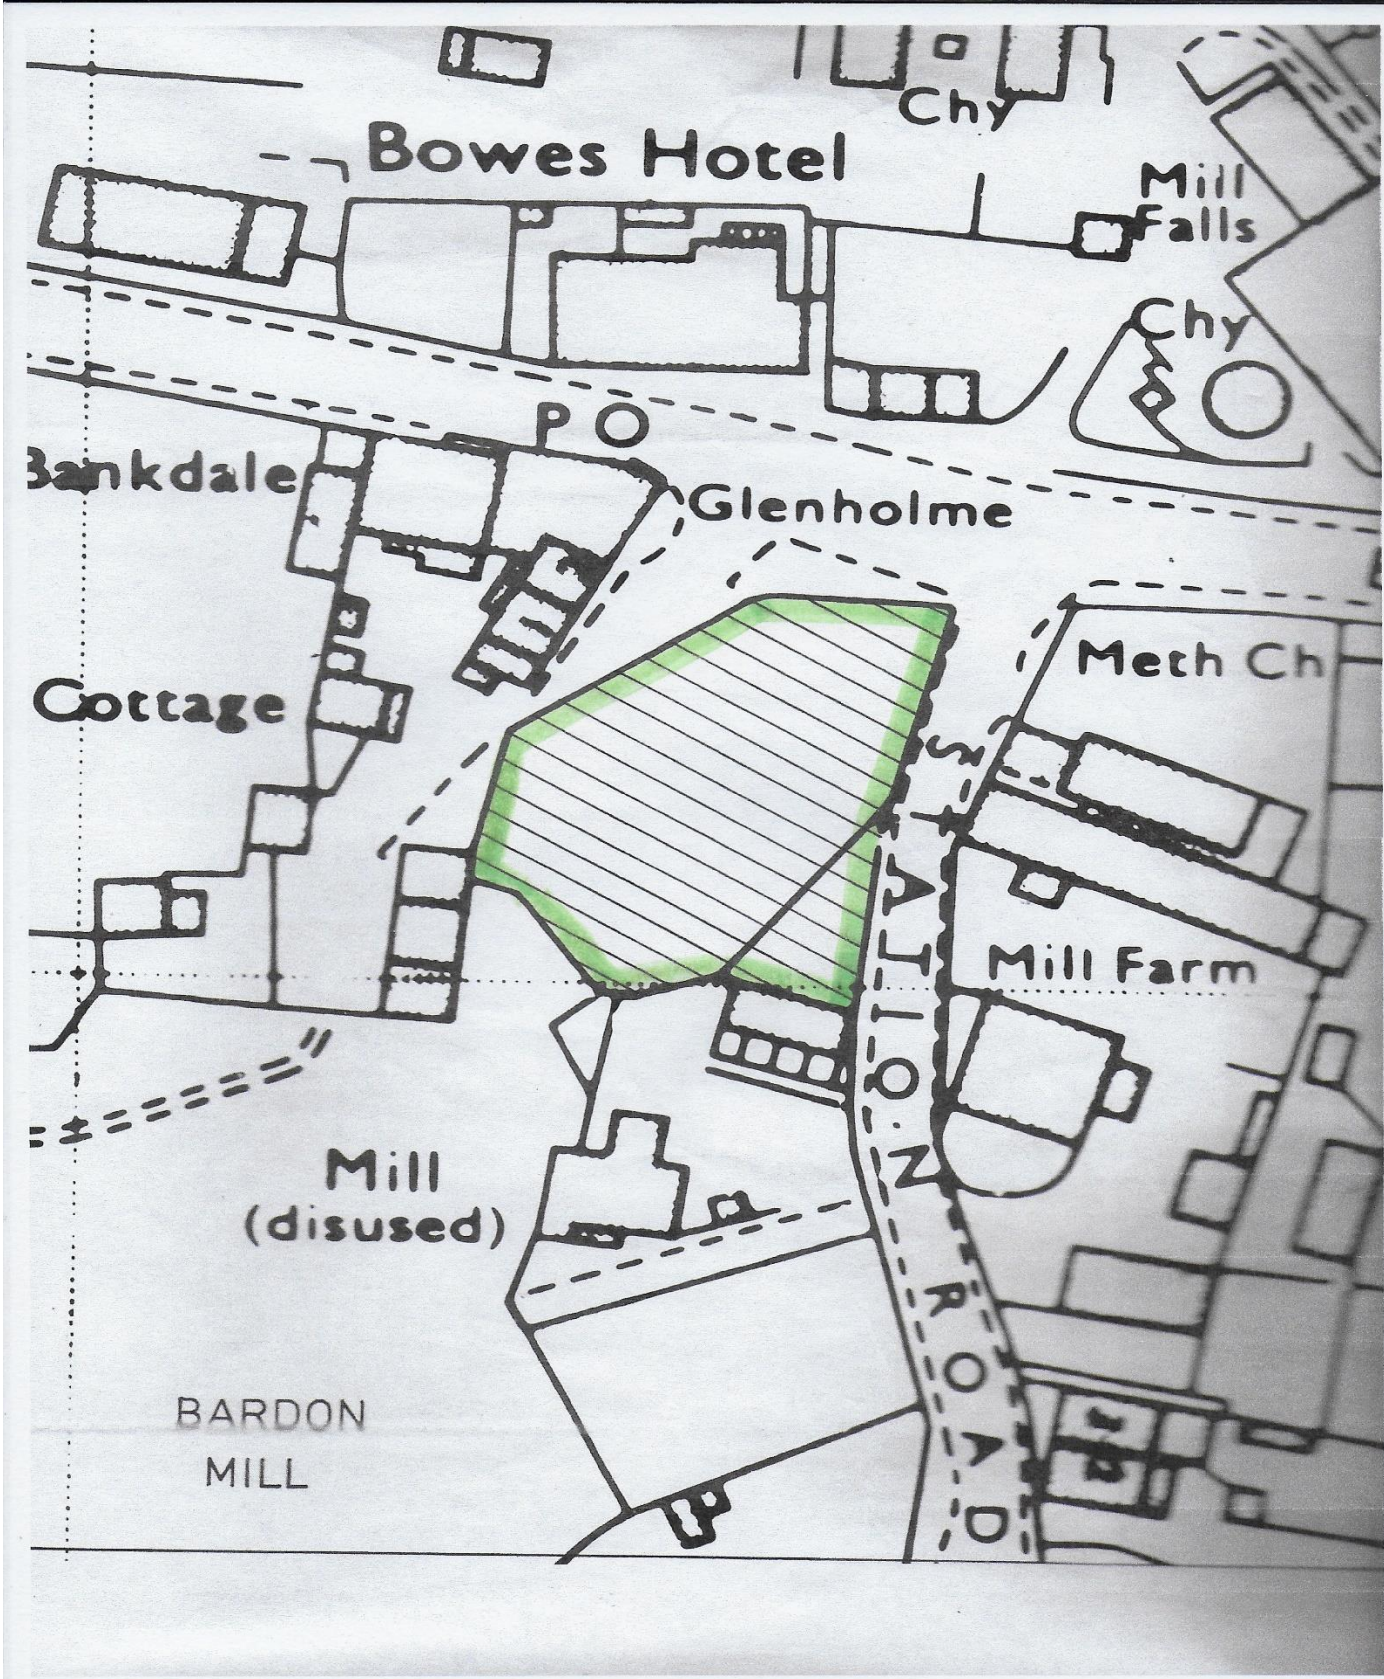 Chy
Bowes Hotel
Mill
Falls
Chy
PO
Bankdale
Glenholme
Meth Ch
Cottage
STATION ROAD
Mill Farm
Mill
(disused)
BARDON
MILL